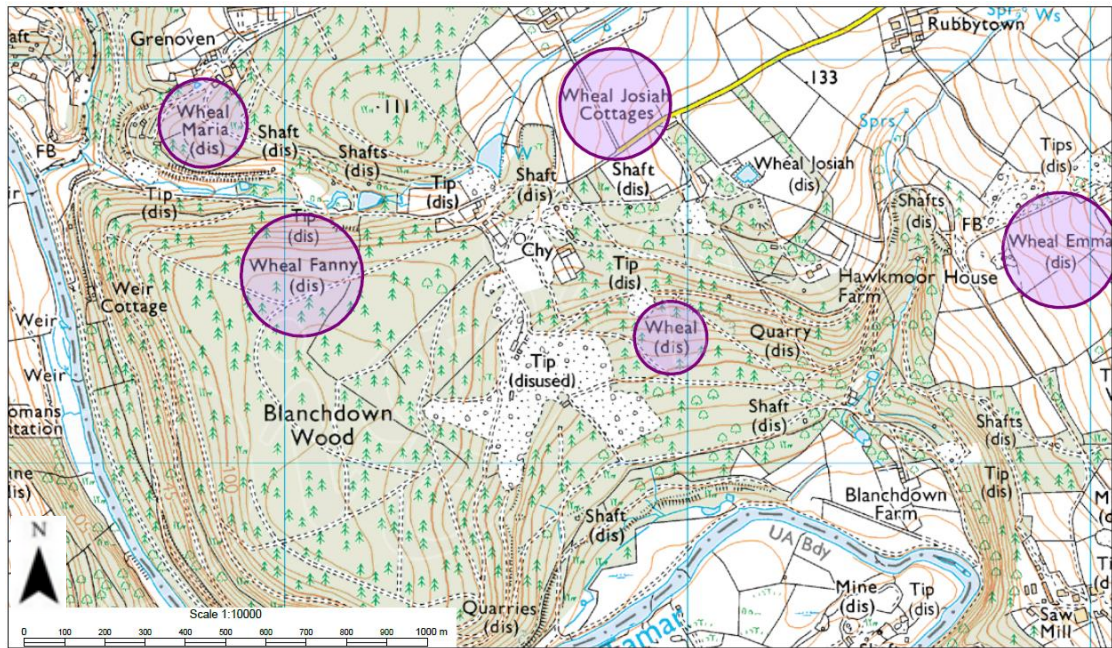 Grenoven
Rubbytown
Spr
Ws
Wheal
Maria
(dis)
Wheal Josiah
Cottages
.133
111
FB
Shaft
(dis)
Shafts
(dis)
W
Sprs
Tip
(dis)
Tip
(dis)
Shaft
(dis)
Shaft
(dis)
Wheal Josiah
(dis)
Tips
(dis)
Shafts
(dis)
FB
Tip
(dis)
Wheal Fanny
(dis)
Chy
Tip
(dis)
Hawkmoor House
Farm
Wheal Emma
(dis)
Weir
Cottage
Weir
Weir
Wheal
(dis)
Quarry
(dis)
Tip
(disused)
Blanchdown
Wood
Shaft
(dis)
Shafts
(dis)
100
Tip
(dis)
Blanchdown
Farm
Shaft
(dis)
UA Bdy
Mine
(dis)
Tip
(dis)
Saw
Mill
Quarries
(dis)
N
Scale 1:10000
0 100 200 300 400 500 600 700 800 900 1000 m